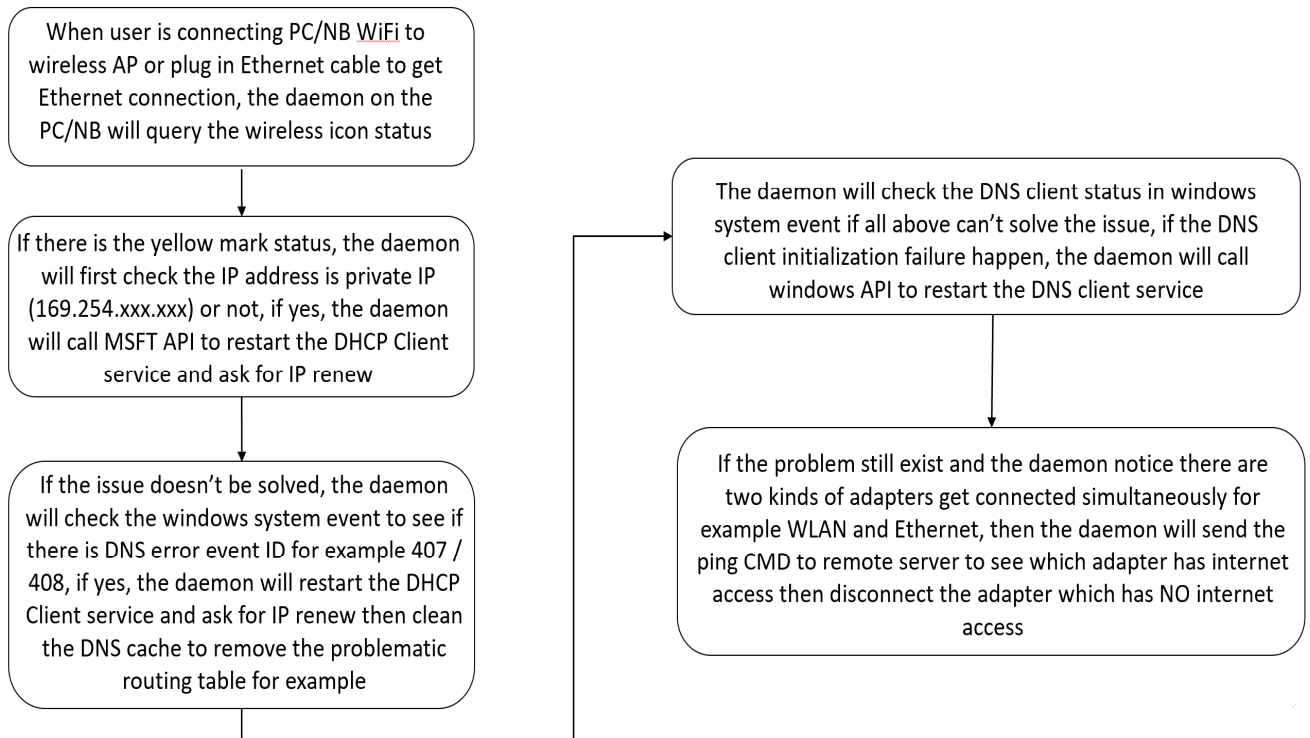 When user is connecting PC/NB WiFi to
wireless AP or plug in Ethernet cable to get
Ethernet connection, the daemon on the
PC/NB will query the wireless icon status
If there is the yellow mark status, the daemon
will first check the IP address is private IP
(169.254.xxx.xxx) or not, if yes, the daemon
will call MSFT API to restart the DHCP Client
service and ask for IP renew
If the issue doesn’t be solved, the daemon
will check the windows system event to see if
there is DNS error event ID for example 407 /
408, if yes, the daemon will restart the DHCP
Client service and ask for IP renew then clean
the DNS cache to remove the problematic
routing table for example
The daemon will check the DNS client status in windows
system event if all above can’t solve the issue, if the DNS
client initialization failure happen, the daemon will call
windows API to restart the DNS client service
If the problem still exist and the daemon notice there are
two kinds of adapters get connected simultaneously for
example WLAN and Ethernet, then the daemon will send the
ping CMD to remote server to see which adapter has internet
access then disconnect the adapter which has NO internet
access